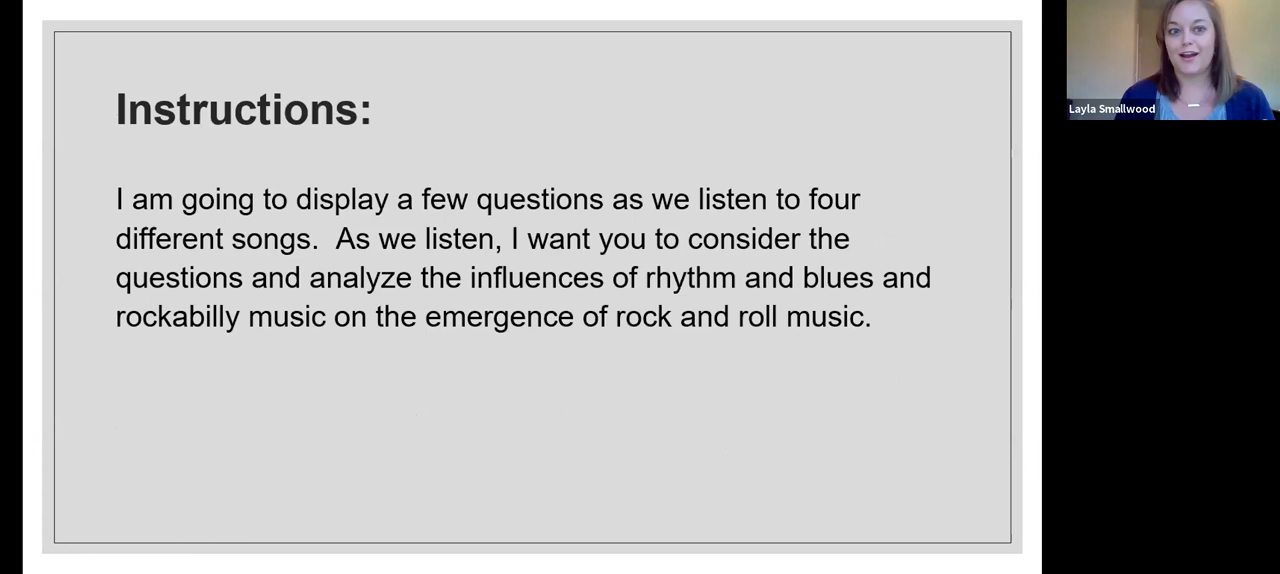 Instructions:
I am going to display a few questions as we listen to four
different songs.  As we listen, I want you to consider the
questions and analyze the influences of rhythm and blues and
rockabilly music on the emergence of rock and roll music.
Layla Smallwood